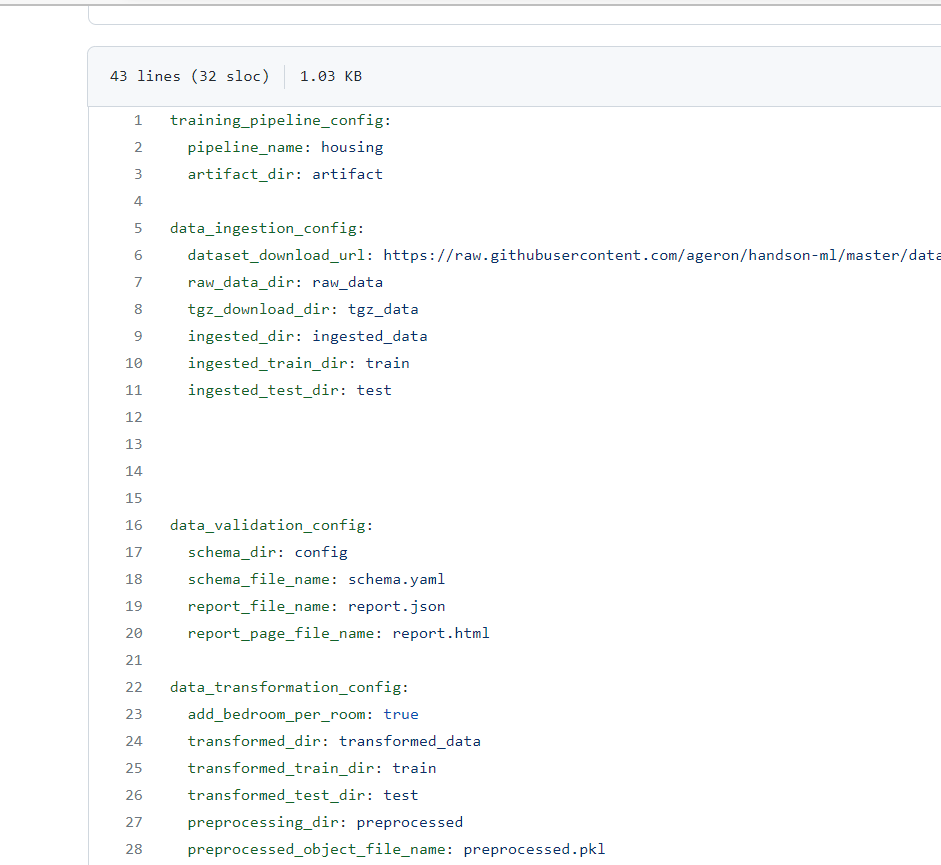 43 lines (32 sloc) 1.03 KB
1 training_pipeline_config:
2 pipeline_name: housing
3 artifact_dir: artifact
4
5 data_ingestion_config:
6 dataset_download_url: https://raw.githubusercontent.com/ageron/handson-ml/master/data
7 raw_data_dir: raw_data
8 tgz_download_dir: tgz_data
9 ingested_dir: ingested_data
10 ingested_train_dir: train
11 ingested_test_dir: test
12
13
14
15
16 data_validation_config:
17 schema_dir: config
18 schema_file_name: schema.yaml
19 report_file_name: report.json
20 report_page_file_name: report.html
21
22 data_transformation_config:
23 add_bedroom_per_room: true
24 transformed_dir: transformed_data
25 transformed_train_dir: train
26 transformed_test_dir: test
27 preprocessing_dir: preprocessed
28 preprocessed_object_file_name: preprocessed.pkl